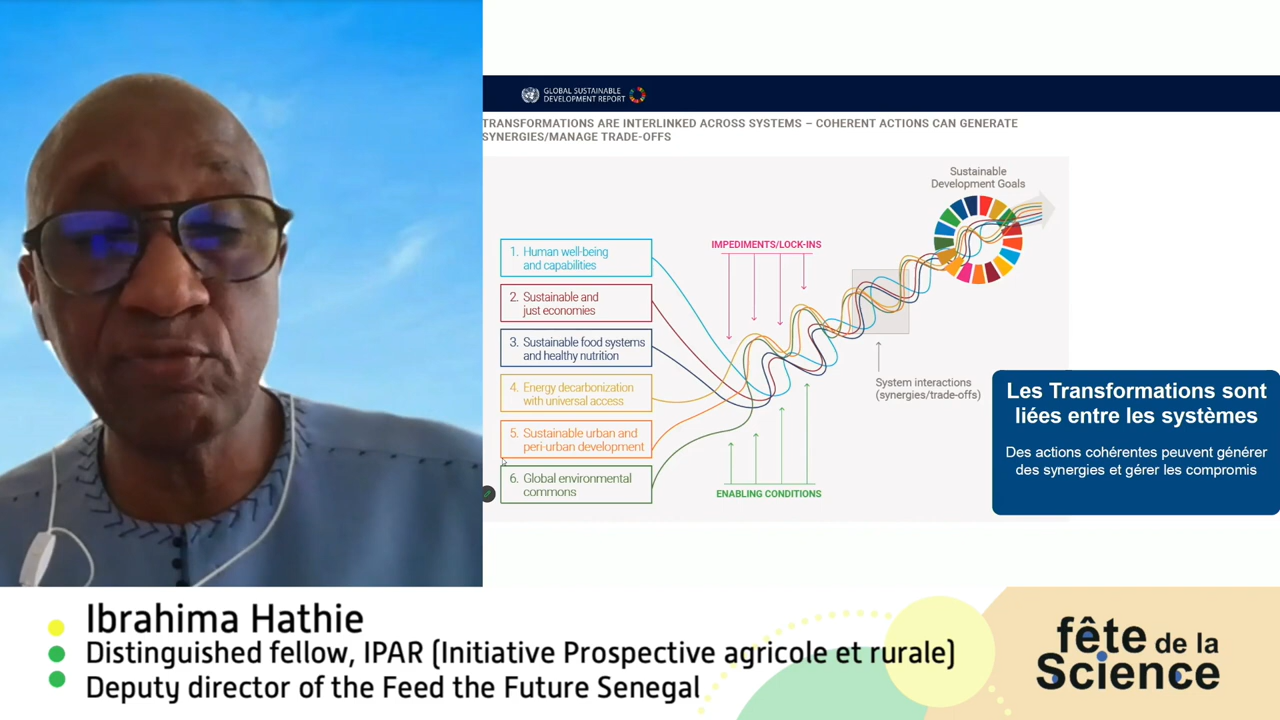 GLOBAL SUSTAINABLE
DEVELOPMENT REPORT
TRANSFORMATIONS ARE INTERLINKED ACROSS SYSTEMS – COHERENT ACTIONS CAN GENERATE
SYNERGIES/MANAGE TRADE-OFFS
Sustainable
Development Goals
IMPEDIMENTS/LOCK-INS
1. Human well-being
and capabilities
2. Sustainable and
just economies
3. Sustainable food systems
and healthy nutrition
4. Energy decarbonization
with universal access
5. Sustainable urban and
peri-urban development
6. Global environmental
commons
System interactions
(synergies/trade-offs)
ENABLING CONDITIONS
Les Transformations sont
liées entre les systèmes
Des actions cohérentes peuvent générer
des synergies et gérer les compromis
Ibrahima Hathie
Distinguished fellow, IPAR (Initiative Prospective agricole et rurale)
Deputy director of the Feed the Future Senegal
fête de la
Science